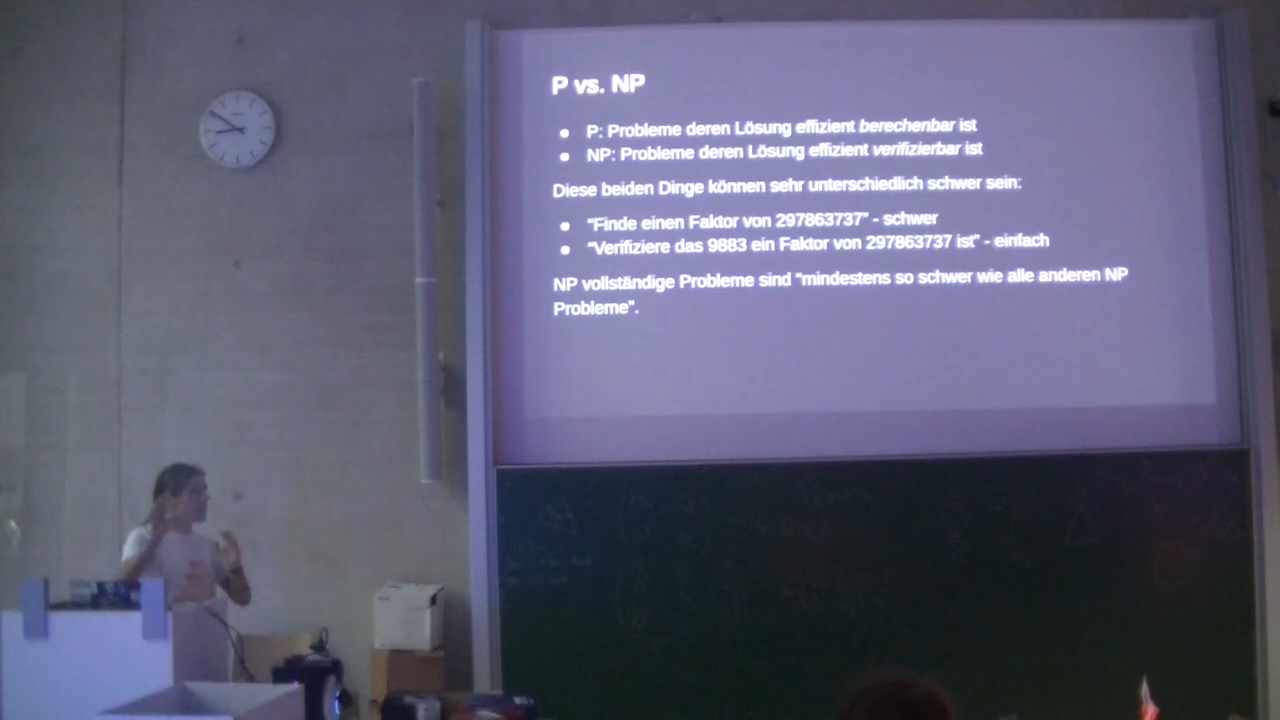 P vs. NP
● P: Probleme deren Lösung effizient berechenbar ist
● NP: Probleme deren Lösung effizient verifizierbar ist
Diese beiden Dinge können sehr unterschiedlich schwer sein:
● “Finde einen Faktor von 297863737” - schwer
● “Verifiziere das 9883 ein Faktor von 297863737 ist” - einfach
NP vollständige Probleme sind “mindestens so schwer wie alle anderen NP
Probleme”.